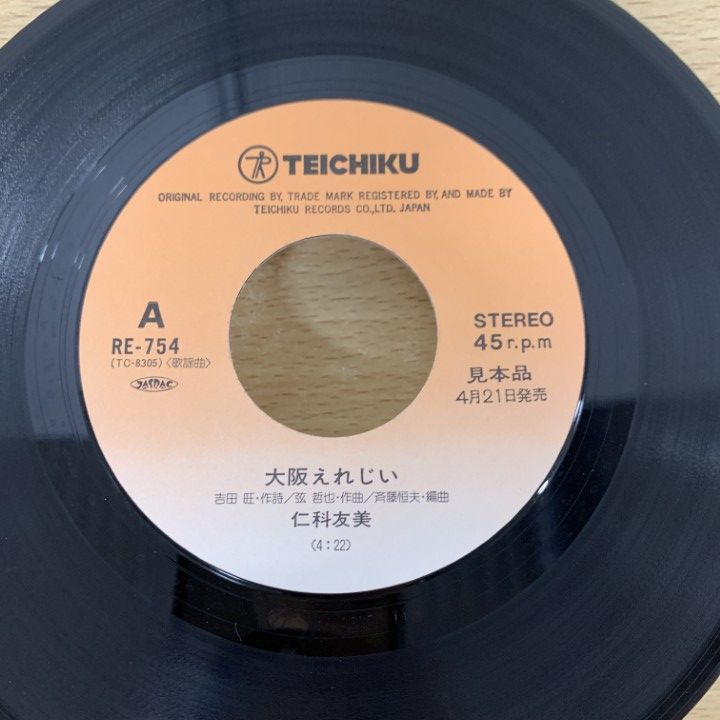 TEICHIKU
ORIGINAL RECORDING BY, TRADE MARK REGISTERED BY, AND MADE BY
TEICHIKU RECORDS CO.,LTD. JAPAN
A
RE-754
(TC-8305)〈歌謡曲〉
JASRAC
STEREO
45 r.p.m
見本品
4月21日発売
大阪えれじい
吉田 旺・作詩／弦 哲也・作曲／斉藤恒夫・編曲
仁科友美
(4:22)